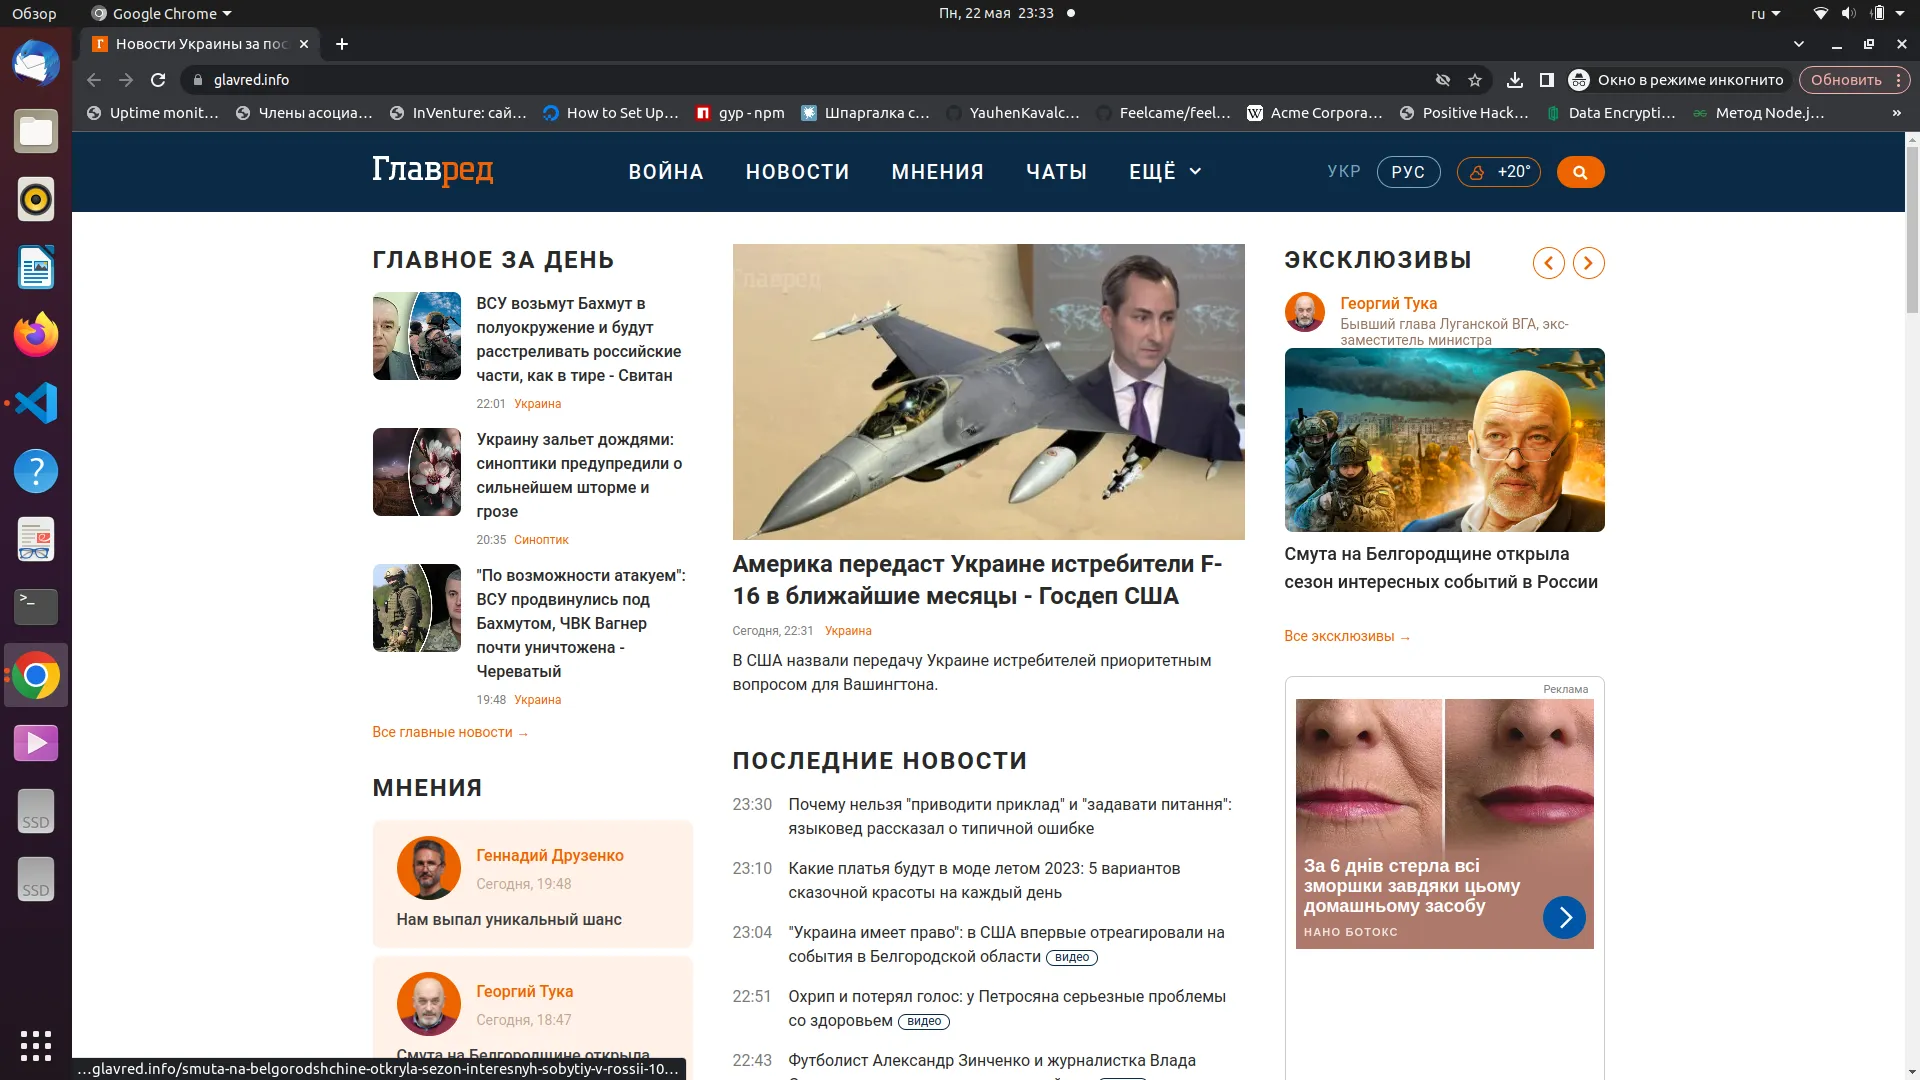 Обзор
Google Chrome
Пн, 22 мая 23:33
ru
Новости Украины за пос
glavred.info
Окно в режиме инкогнито
Обновить
Uptime monit…
Члены асоциа…
InVenture: сай…
How to Set Up…
gyp - npm
Шпаргалка с…
YauhenKavalc…
Feelcame/feel…
Acme Corpora…
Positive Hack…
Data Encrypti…
Метод Node.j…
»
Главред
ВОЙНА
НОВОСТИ
МНЕНИЯ
ЧАТЫ
ЕЩЁ
УКР
РУС
+20°
ГЛАВНОЕ ЗА ДЕНЬ
ВСУ возьмут Бахмут в
полуокружение и будут
расстреливать российские
части, как в тире - Свитан
22:01 Украина
Украину зальет дождями:
синоптики предупредили о
сильнейшем шторме и
грозе
20:35 Синоптик
"По возможности атакуем":
ВСУ продвинулись под
Бахмутом, ЧВК Вагнер
почти уничтожена -
Череватый
19:48 Украина
Все главные новости →
МНЕНИЯ
Геннадий Друзенко
Сегодня, 19:48
Нам выпал уникальный шанс
Георгий Тука
Сегодня, 18:47
Смута на Белгородщине открыла
Главред
Америка передаст Украине истребители F-
16 в ближайшие месяцы - Госдеп США
Сегодня, 22:31 Украина
В США назвали передачу Украине истребителей приоритетным
вопросом для Вашингтона.
ПОСЛЕДНИЕ НОВОСТИ
23:30 Почему нельзя "приводити приклад" и "задавати питання":
языковед рассказал о типичной ошибке
23:10 Какие платья будут в моде летом 2023: 5 вариантов
сказочной красоты на каждый день
23:04 "Украина имеет право": в США впервые отреагировали на
события в Белгородской области видео
22:51 Охрип и потерял голос: у Петросяна серьезные проблемы
со здоровьем видео
22:43 Футболист Александр Зинченко и журналистка Влада
ЭКСКЛЮЗИВЫ
Георгий Тука
Бывший глава Луганской ВГА, экс-
заместитель министра
Смута на Белгородщине открыла
сезон интересных событий в России
Все эксклюзивы →
Реклама
За 6 днів стерла всі
зморшки завдяки цьому
домашньому засобу
НАНО БОТОКС
SSD
SSD
…glavred.info/smuta-na-belgorodshchine-otkryla-sezon-interesnyh-sobytiy-v-rossii-10…